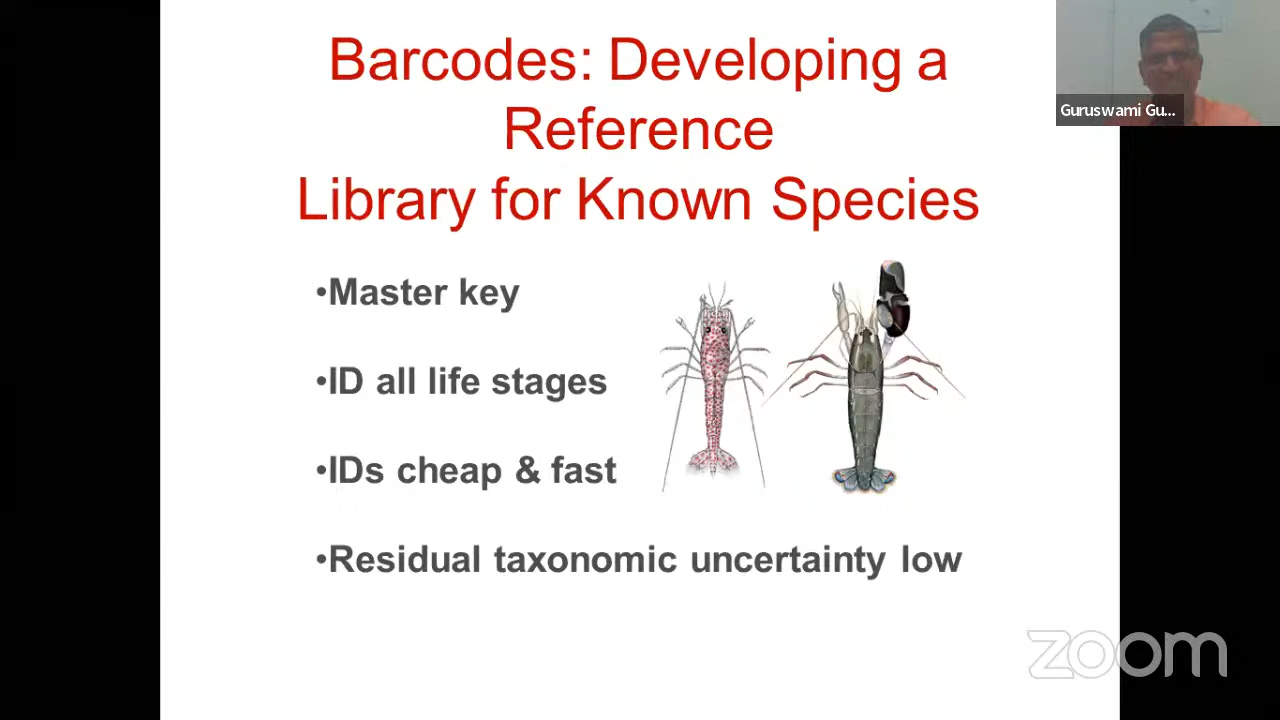 Barcodes: Developing a
Reference
Library for Known Species
•Master key
•ID all life stages
•IDs cheap & fast
•Residual taxonomic uncertainty low
Guruswami Gu...
zoom